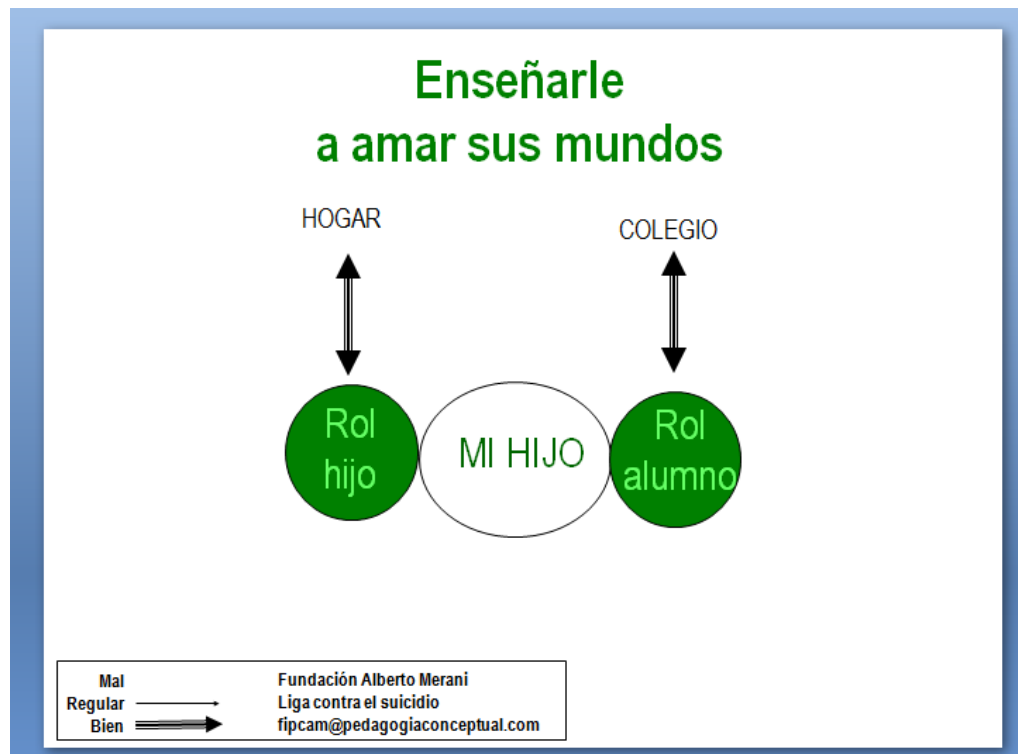 Enseñarle
a amar sus mundos
HOGAR
COLEGIO
Rol
hijo
MI HIJO
Rol
alumno
Mal
Regular
Bien
Fundación Alberto Merani
Liga contra el suicidio
fipcam@pedagogiaconceptual.com